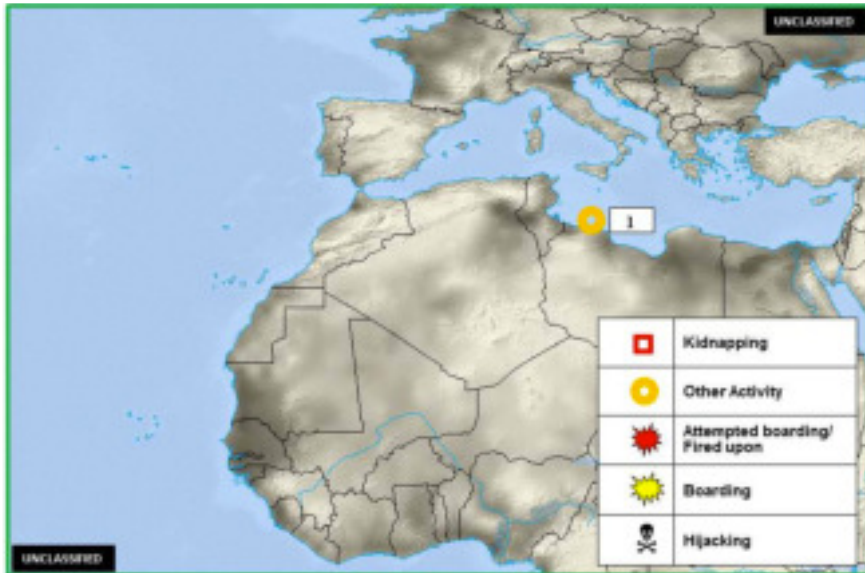 UNCLASSIFIED
1
Kidnapping
Other Activity
Attempted boarding/
Fired upon
Boarding
Hijacking
UNCLASSIFIED